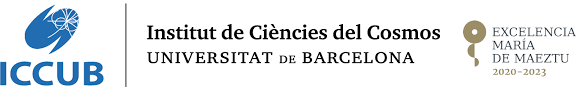 ICCUB
Institut de Ciències del Cosmos
UNIVERSITAT DE BARCELONA
EXCELENCIA
MARÍA
DE MAEZTU
2020-2023